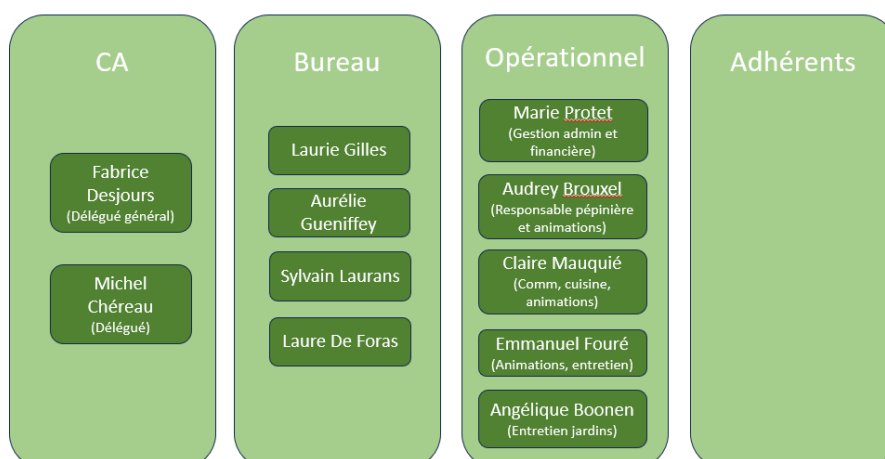 CA
Fabrice
Desjours
(Délégué général)
Michel
Chéreau
(Délégué)
Bureau
Laurie Gilles
Aurélie
Gueniffey
Sylvain Laurans
Laure De Foras
Opérationnel
Marie Protet
(Gestion admin et
financière)
Audrey Brouxel
(Responsable pépinière
et animations)
Claire Mauquié
(Comm, cuisine,
animations)
Emmanuel Fouré
(Animations, entretien)
Angélique Boonen
(Entretien jardins)
Adhérents